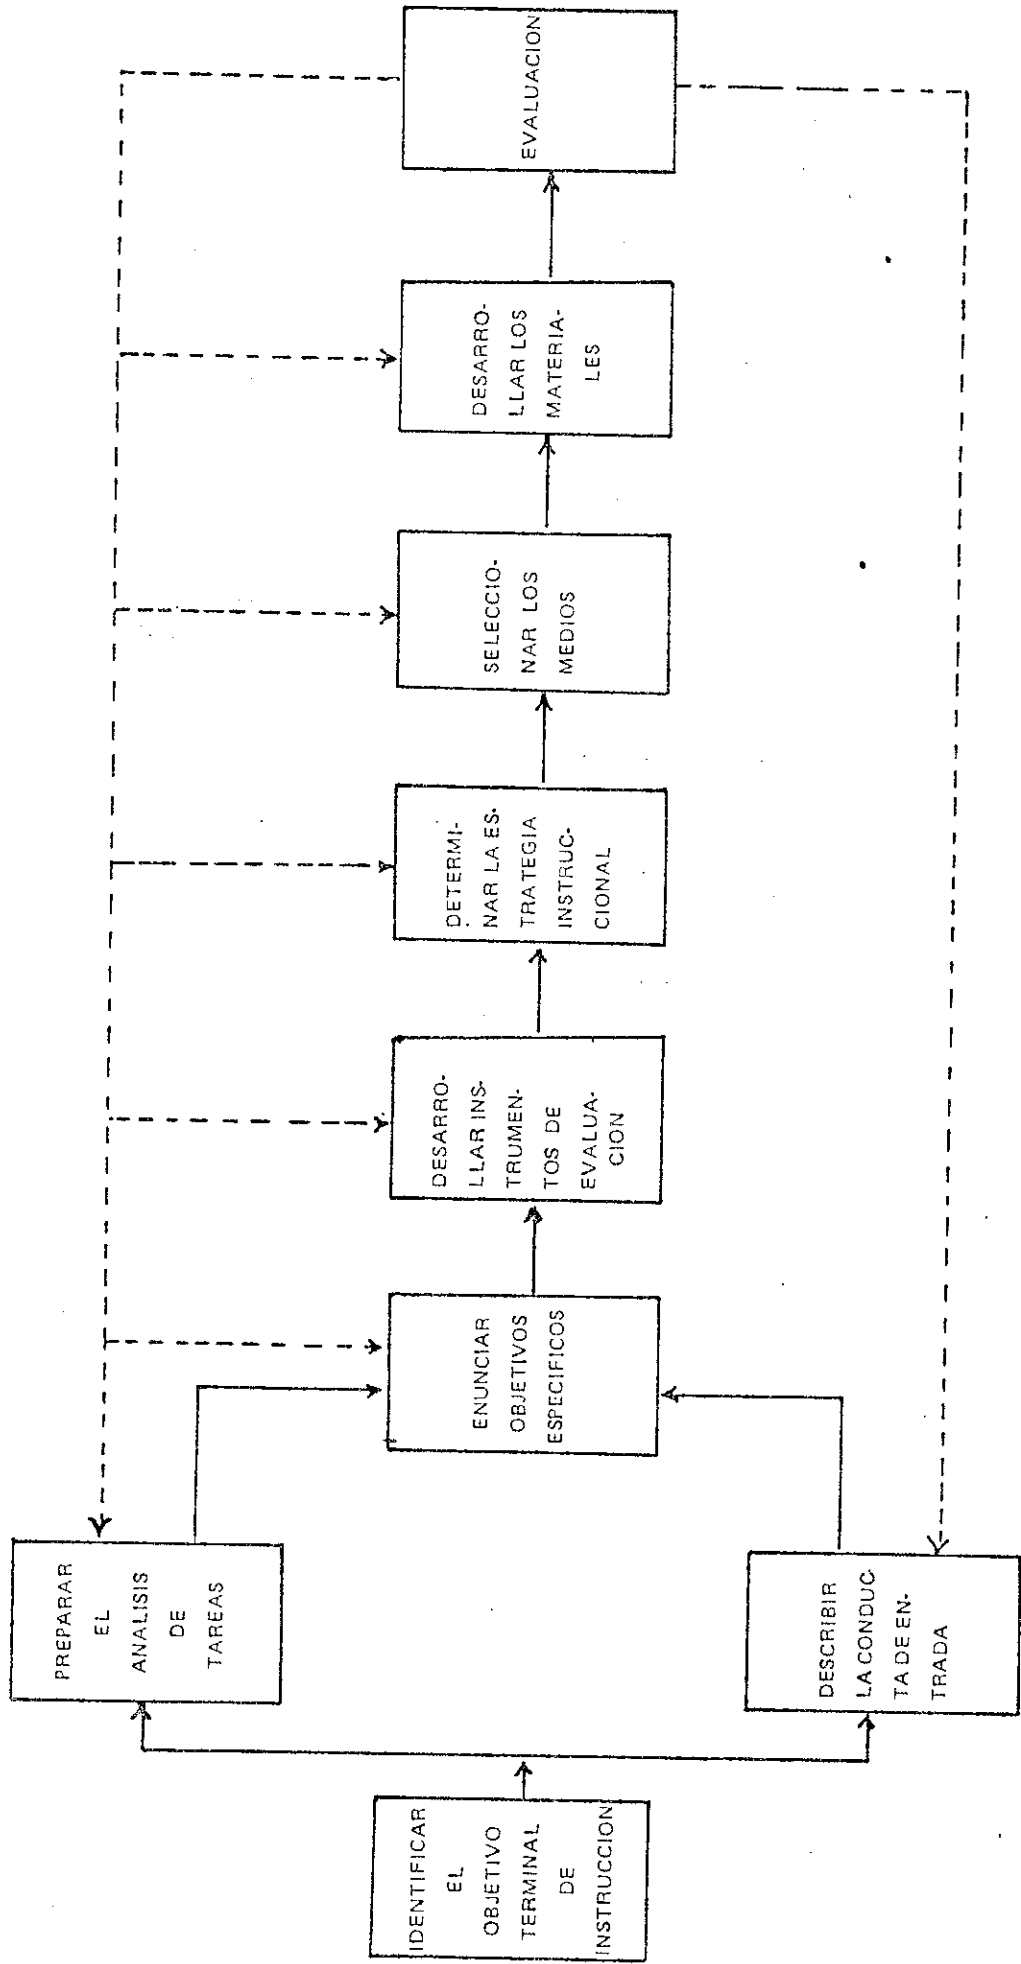 IDENTIFICAR
EL
OBJETIVO
TERMINAL
DE
INSTRUCCION
PREPARAR
EL
ANALISIS
DE
TAREAS
DESCRIBIR
LA CONDUC-
TA DE EN-
TRADA
ENUNCIAR
OBJETIVOS
ESPECIFICOS
DESARRO-
LLAR INS-
TRUMEN-
TOS DE
EVALUA-
CION
DETERMI-
NAR LA ES-
TRATEGIA
INSTRUC-
CIONAL
SELECCIO-
NAR LOS
MEDIOS
DESARRO-
LLAR LOS
MATERIA-
LES
EVALUACION